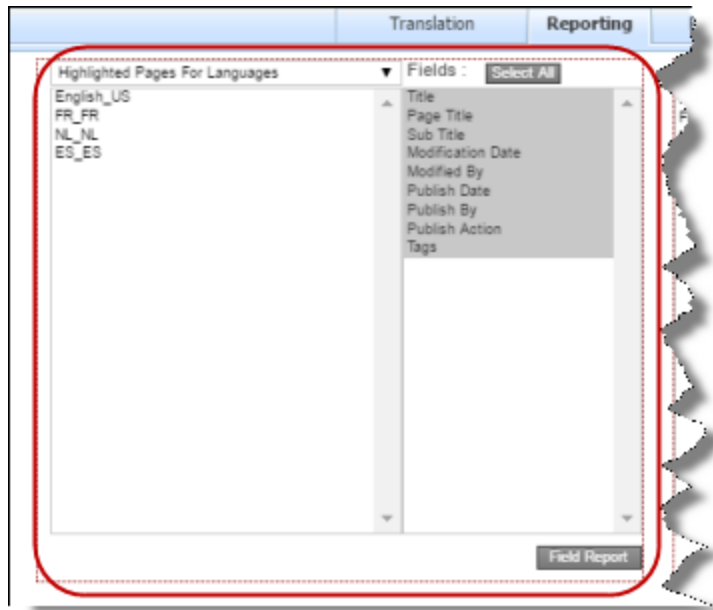 Translation
Reporting
Highlighted Pages For Languages
Fields :
Select All
English_US
FR_FR
NL_NL
ES_ES
Title
Page Title
Sub Title
Modification Date
Modified By
Publish Date
Publish By
Publish Action
Tags
Field Report